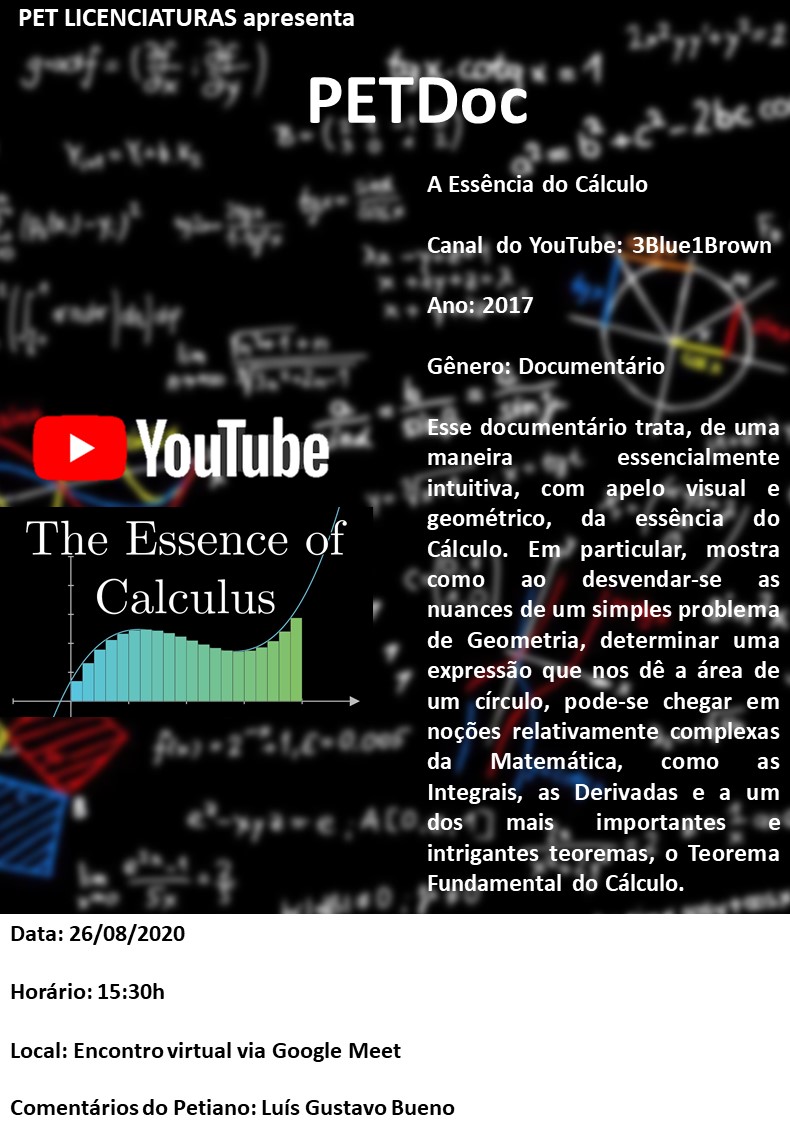 PET LICENCIATURAS apresenta
PETDoc
A Essência do Cálculo
Canal do YouTube: 3Blue1Brown
Ano: 2017
Gênero: Documentário
Esse documentário trata, de uma
maneira essencialmente
intuitiva, com apelo visual e
geométrico, da essência do
Cálculo. Em particular, mostra
como ao desvendar-se as
nuances de um simples problema
de Geometria, determinar uma
expressão que nos dê a área de
um círculo, pode-se chegar em
noções relativamente complexas
da Matemática, como as
Integrais, as Derivadas e a um
dos mais importantes e
intrigantes teoremas, o Teorema
Fundamental do Cálculo.
YouTube
The Essence of
Calculus
Data: 26/08/2020
Horário: 15:30h
Local: Encontro virtual via Google Meet
Comentários do Petiano: Luís Gustavo Bueno